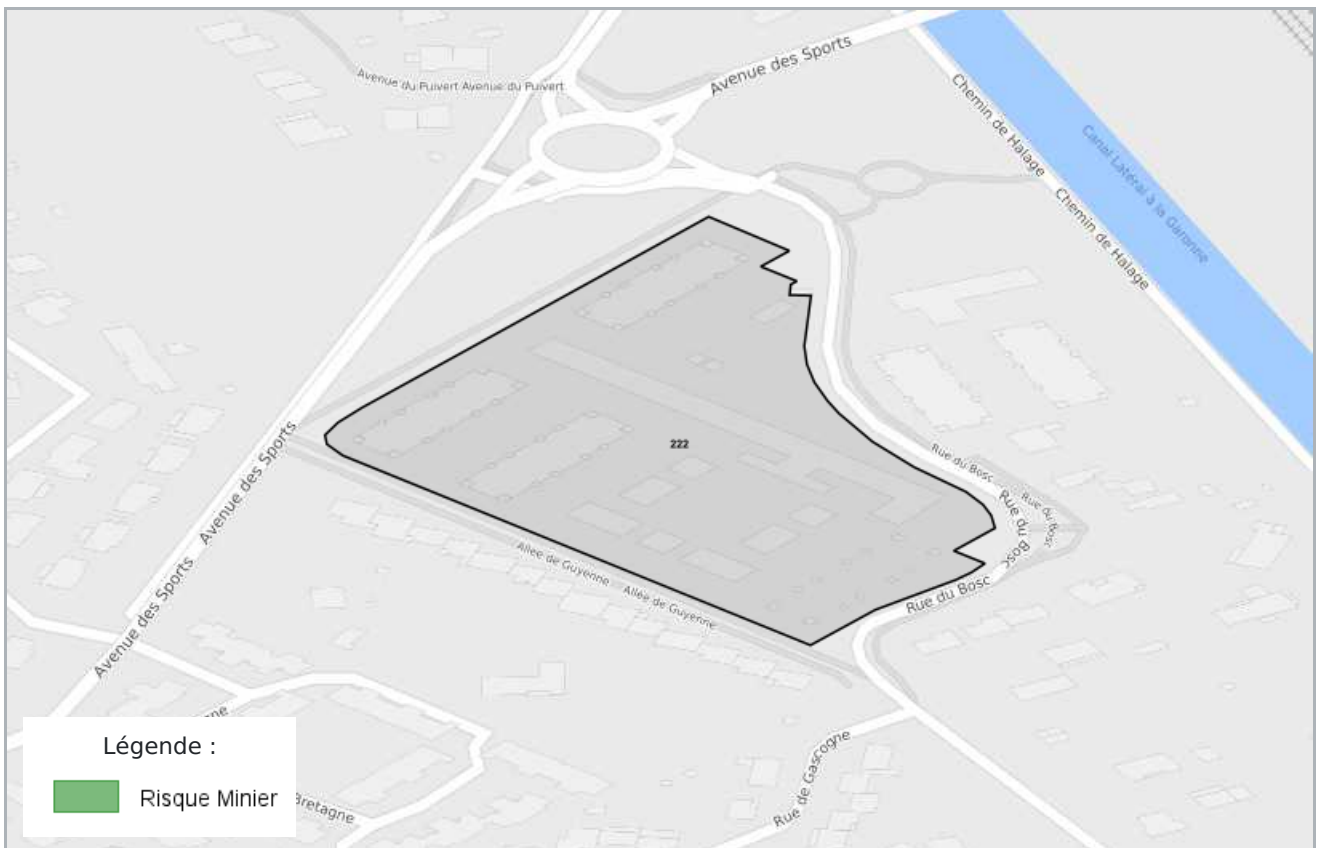 Avenue des Sports
Avenue du Puivert Avenue du Puivert
Chemin de Halage
Canal Latéral à la Garonne
Chemin de Halage
Avenue des Sports
222
Rue du Bosc
Rue du Bosc
Rue du Bosc
Allée de Guyenne
Allée de Guyenne
Rue du Bosc
Avenue des Sports
Rue de Gascogne
Légende :
Risque Minier